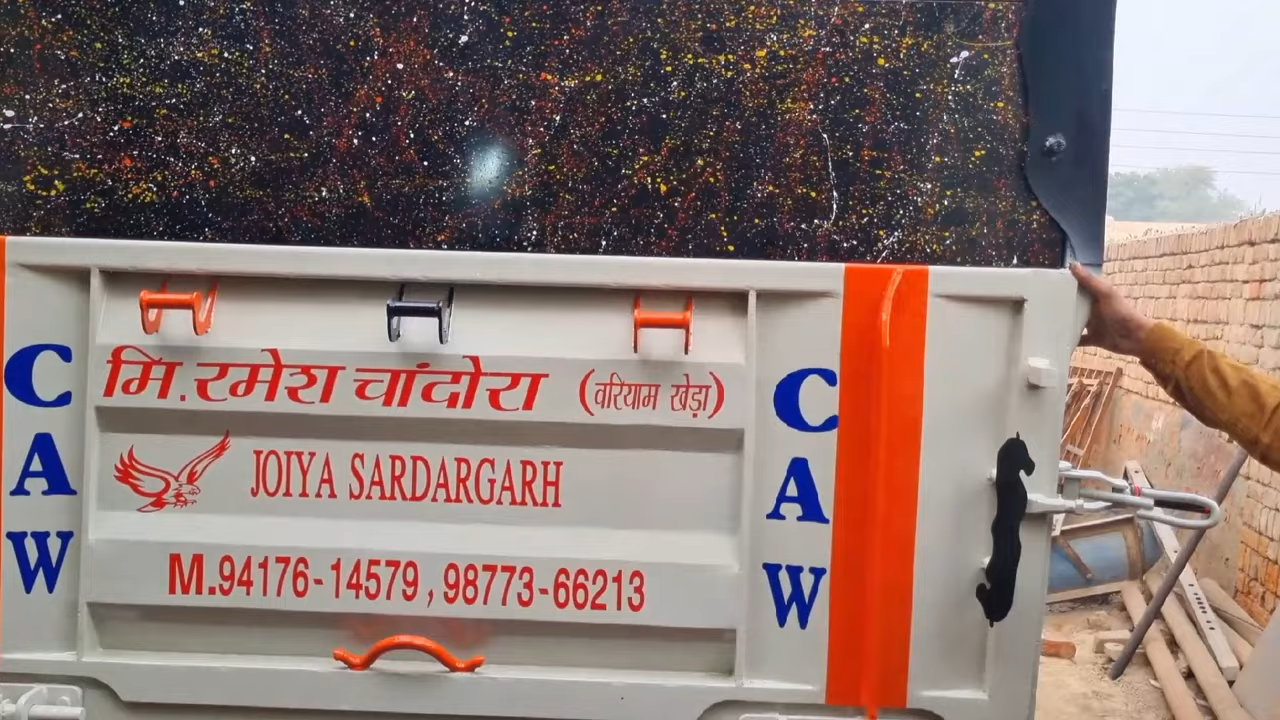 C
A
W
मि.रमेश चांदोरा (वरियाम खेड़ा)
JOIYA SARDARGARH
M.94176-14579, 98773-66213
C
A
W